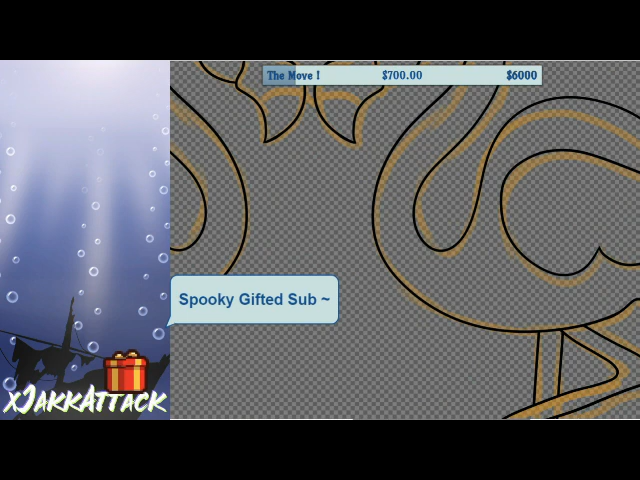 The Move ! $700.00 $6000
Spooky Gifted Sub ~
xJakkAttack